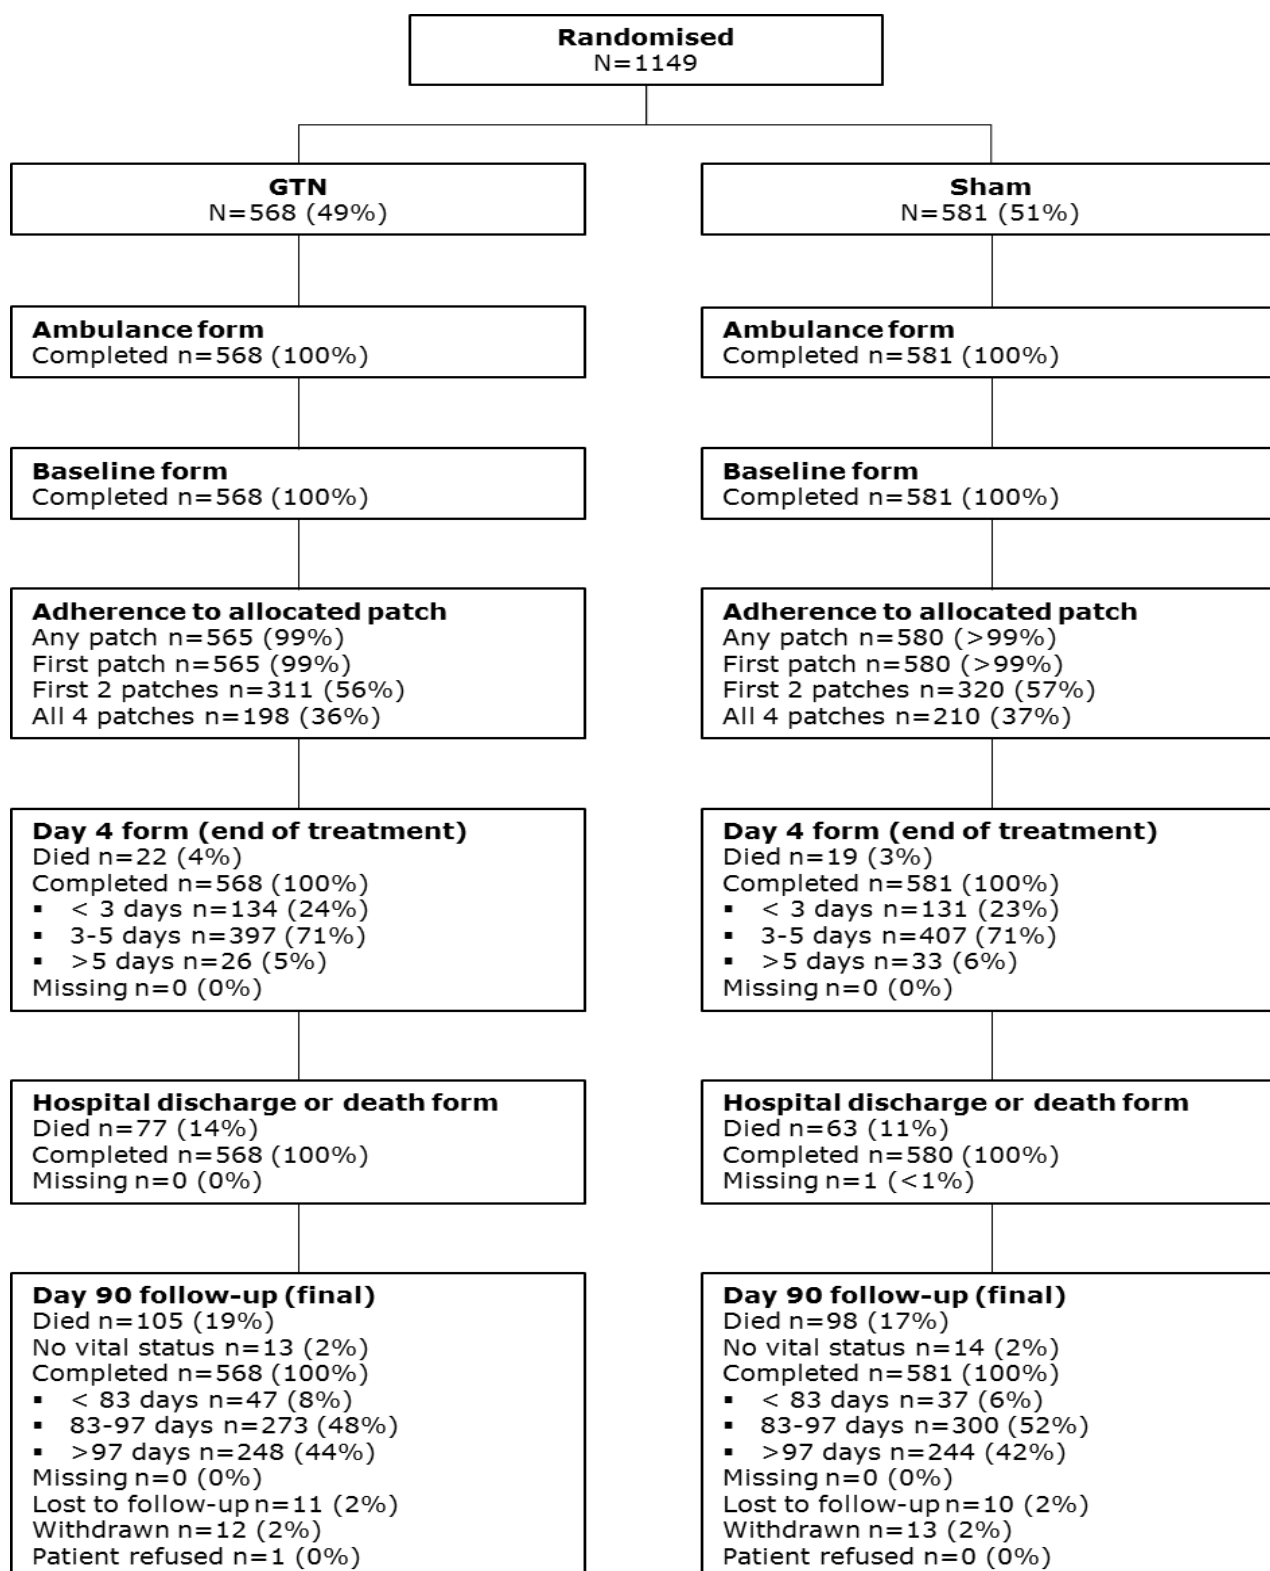 Randomised
N=1149
GTN
N=568 (49%)
Sham
N=581 (51%)
Ambulance form
Completed n=568 (100%)
Ambulance form
Completed n=581 (100%)
Baseline form
Completed n=568 (100%)
Baseline form
Completed n=581 (100%)
Adherence to allocated patch
Any patch n=565 (99%)
First patch n=565 (99%)
First 2 patches n=311 (56%)
All 4 patches n=198 (36%)
Adherence to allocated patch
Any patch n=580 (>99%)
First patch n=580 (>99%)
First 2 patches n=320 (57%)
All 4 patches n=210 (37%)
Day 4 form (end of treatment)
Died n=22 (4%)
Completed n=568 (100%)
▪ < 3 days n=134 (24%)
▪ 3-5 days n=397 (71%)
▪ >5 days n=26 (5%)
Missing n=0 (0%)
Day 4 form (end of treatment)
Died n=19 (3%)
Completed n=581 (100%)
▪ < 3 days n=131 (23%)
▪ 3-5 days n=407 (71%)
▪ >5 days n=33 (6%)
Missing n=0 (0%)
Hospital discharge or death form
Died n=77 (14%)
Completed n=568 (100%)
Missing n=0 (0%)
Hospital discharge or death form
Died n=63 (11%)
Completed n=580 (100%)
Missing n=1 (<1%)
Day 90 follow-up (final)
Died n=105 (19%)
No vital status n=13 (2%)
Completed n=568 (100%)
▪ < 83 days n=47 (8%)
▪ 83-97 days n=273 (48%)
▪ >97 days n=248 (44%)
Missing n=0 (0%)
Lost to follow-up n=11 (2%)
Withdrawn n=12 (2%)
Patient refused n=1 (0%)
Day 90 follow-up (final)
Died n=98 (17%)
No vital status n=14 (2%)
Completed n=581 (100%)
▪ < 83 days n=37 (6%)
▪ 83-97 days n=300 (52%)
▪ >97 days n=244 (42%)
Missing n=0 (0%)
Lost to follow-up n=10 (2%)
Withdrawn n=13 (2%)
Patient refused n=0 (0%)